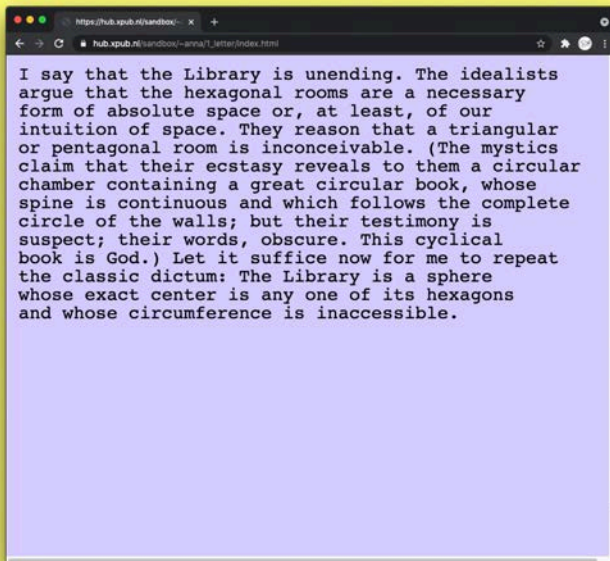 https://hub.xpub.nl/sandbox/~
hub.xpub.nl/sandbox/~anna/1_letter/index.html
I say that the Library is unending. The idealists
argue that the hexagonal rooms are a necessary
form of absolute space or, at least, of our
intuition of space. They reason that a triangular
or pentagonal room is inconceivable. (The mystics
claim that their ecstasy reveals to them a circular
chamber containing a great circular book, whose
spine is continuous and which follows the complete
circle of the walls; but their testimony is
suspect; their words, obscure. This cyclical
book is God.) Let it suffice now for me to repeat
the classic dictum: The Library is a sphere
whose exact center is any one of its hexagons
and whose circumference is inaccessible.